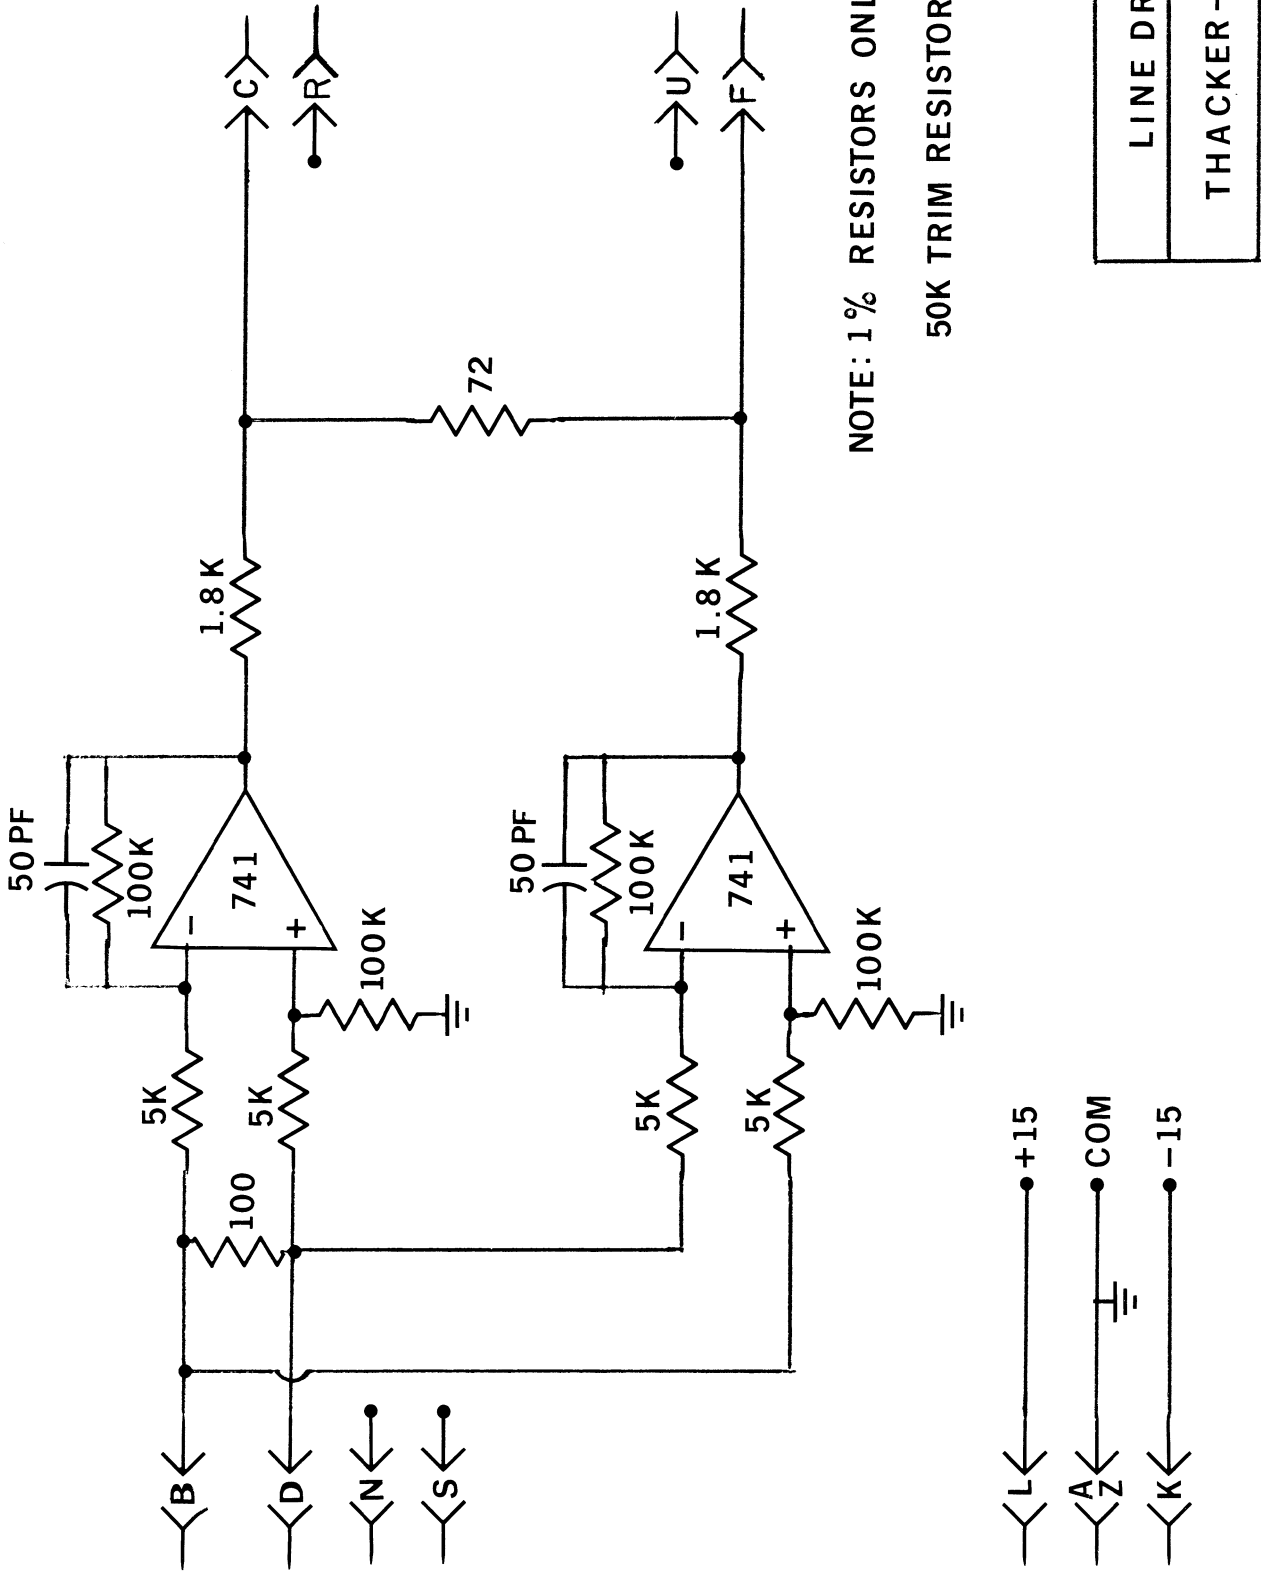 50PF
100K
5K
B
−
1.8K
100
741
C
5K
D
+
R
N
100K
S
72
50PF
100K
5K
U
−
1.8K
741
F
5K
+
100K
NOTE: 1% RESISTORS ONL
50K TRIM RESISTOR
L +15
A
Z COM
K −15
LINE DR
THACKER-